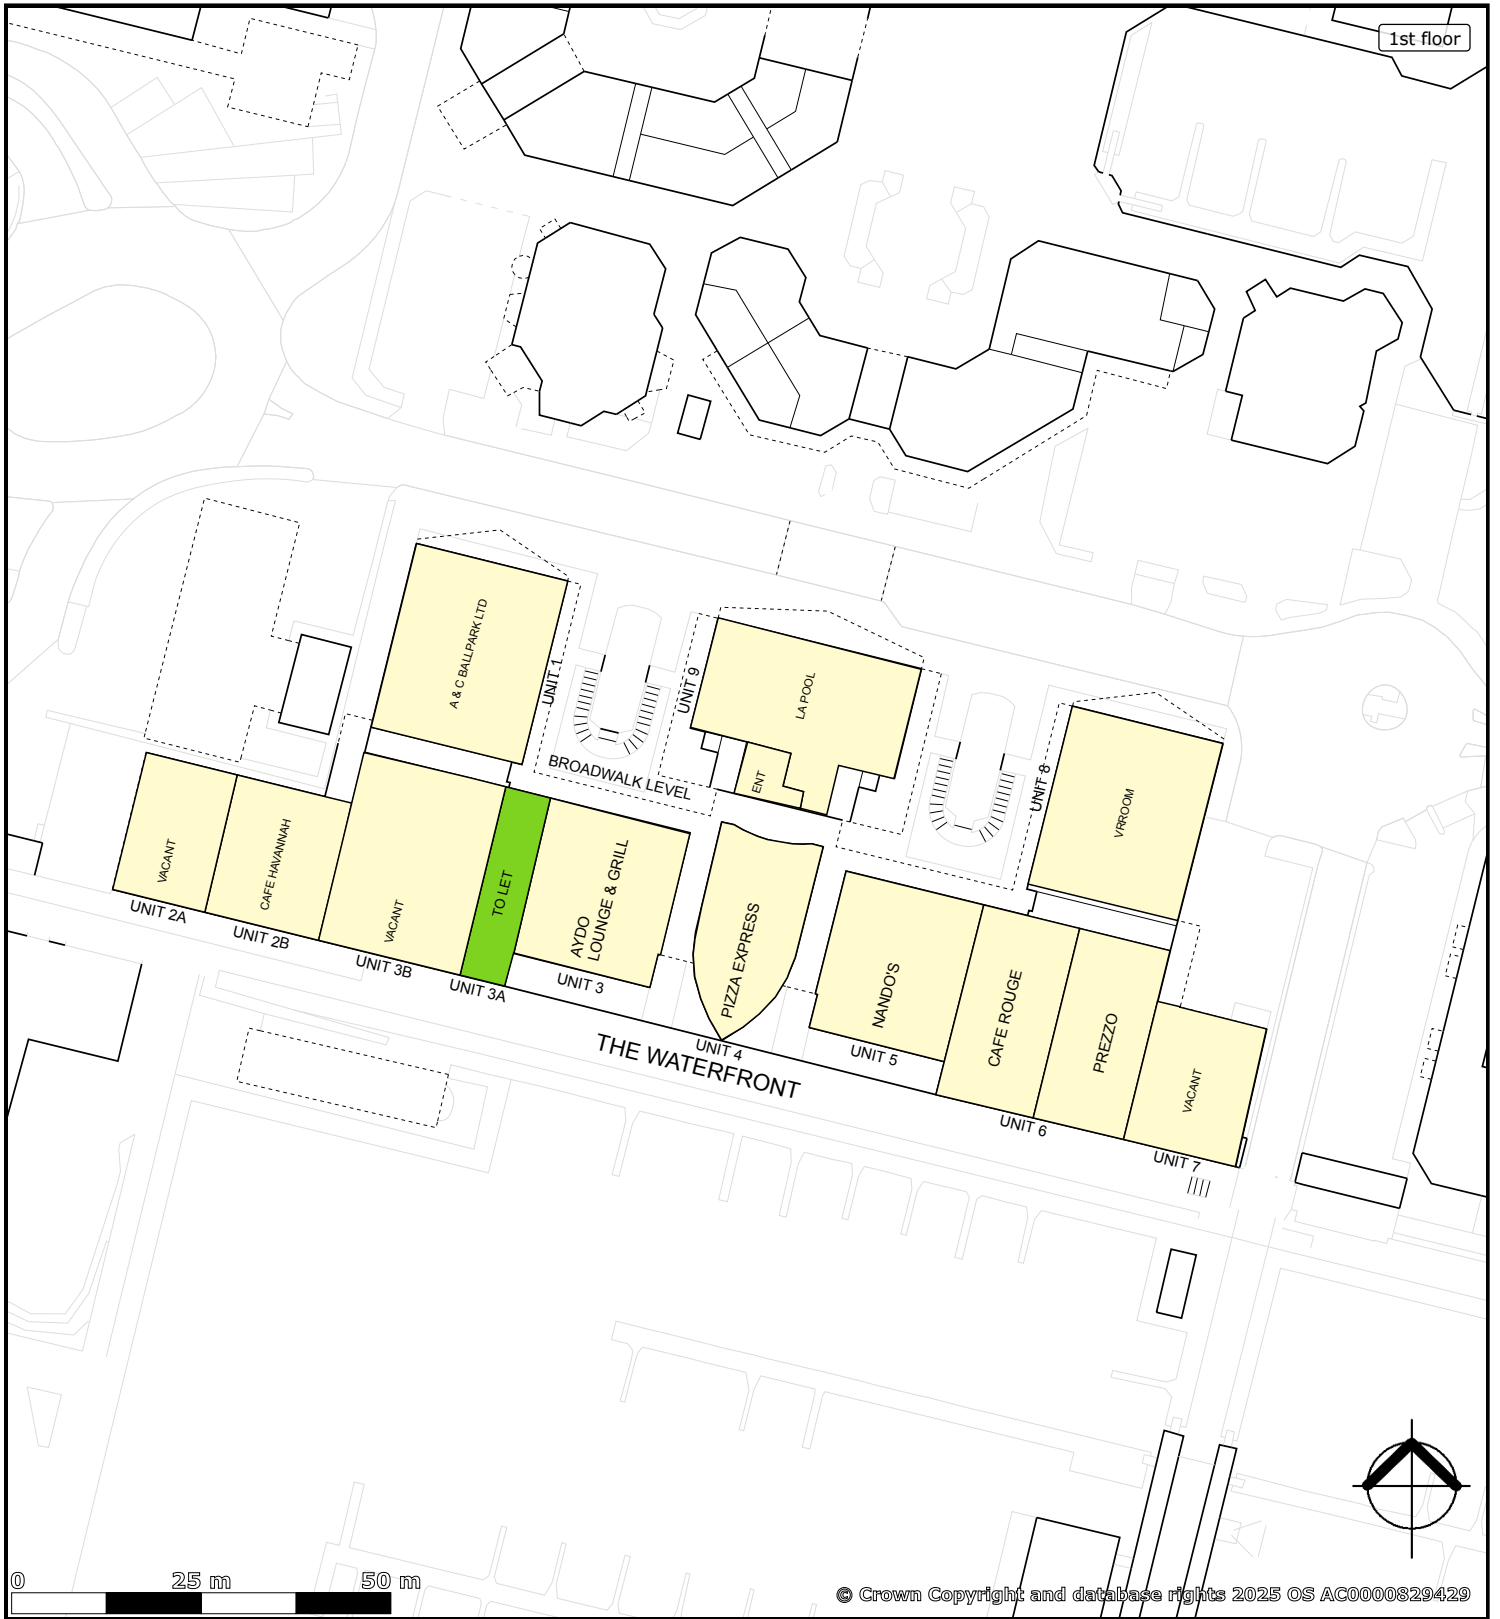 1st floor
A & C BALLPARK LTD
UNIT 1
UNIT 9
LA POOL
ENT
BROADWALK LEVEL
UNIT 8
VRROOM
VACANT
UNIT 2A
CAFE HAVANNAH
UNIT 2B
VACANT
UNIT 3B
TO LET
UNIT 3A
AYDO
LOUNGE & GRILL
UNIT 3
PIZZA EXPRESS
UNIT 4
THE WATERFRONT
NANDO'S
UNIT 5
CAFE ROUGE
UNIT 6
PREZZO
VACANT
UNIT 7
0 25 m 50 m
© Crown Copyright and database rights 2025 OS AC0000829429